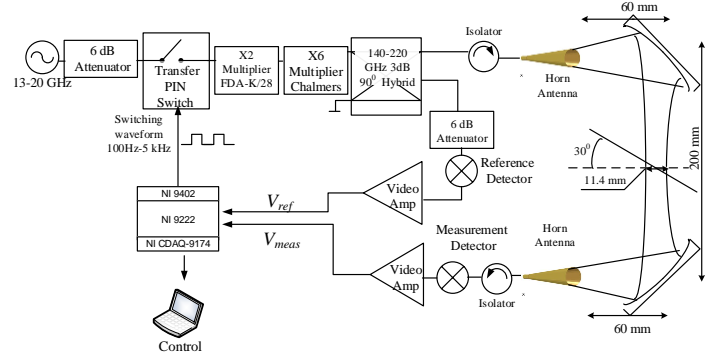 60 mm
6 dB
Attenuator
13-20 GHz
Transfer
PIN
Switch
X2
Multiplier
FDA-K/28
X6
Multiplier
Chalmers
140-220
GHz 3dB
90⁰ Hybrid
Isolator
Horn
Antenna
Switching
waveform
100Hz-5 kHz
6 dB
Attenuator
Reference
Detector
Video
Amp
30⁰
11.4 mm
200 mm
NI 9402
NI 9222
NI CDAQ-9174
Vref
Vmeas
Measurement
Detector
Horn
Antenna
Video
Amp
Isolator
60 mm
Control